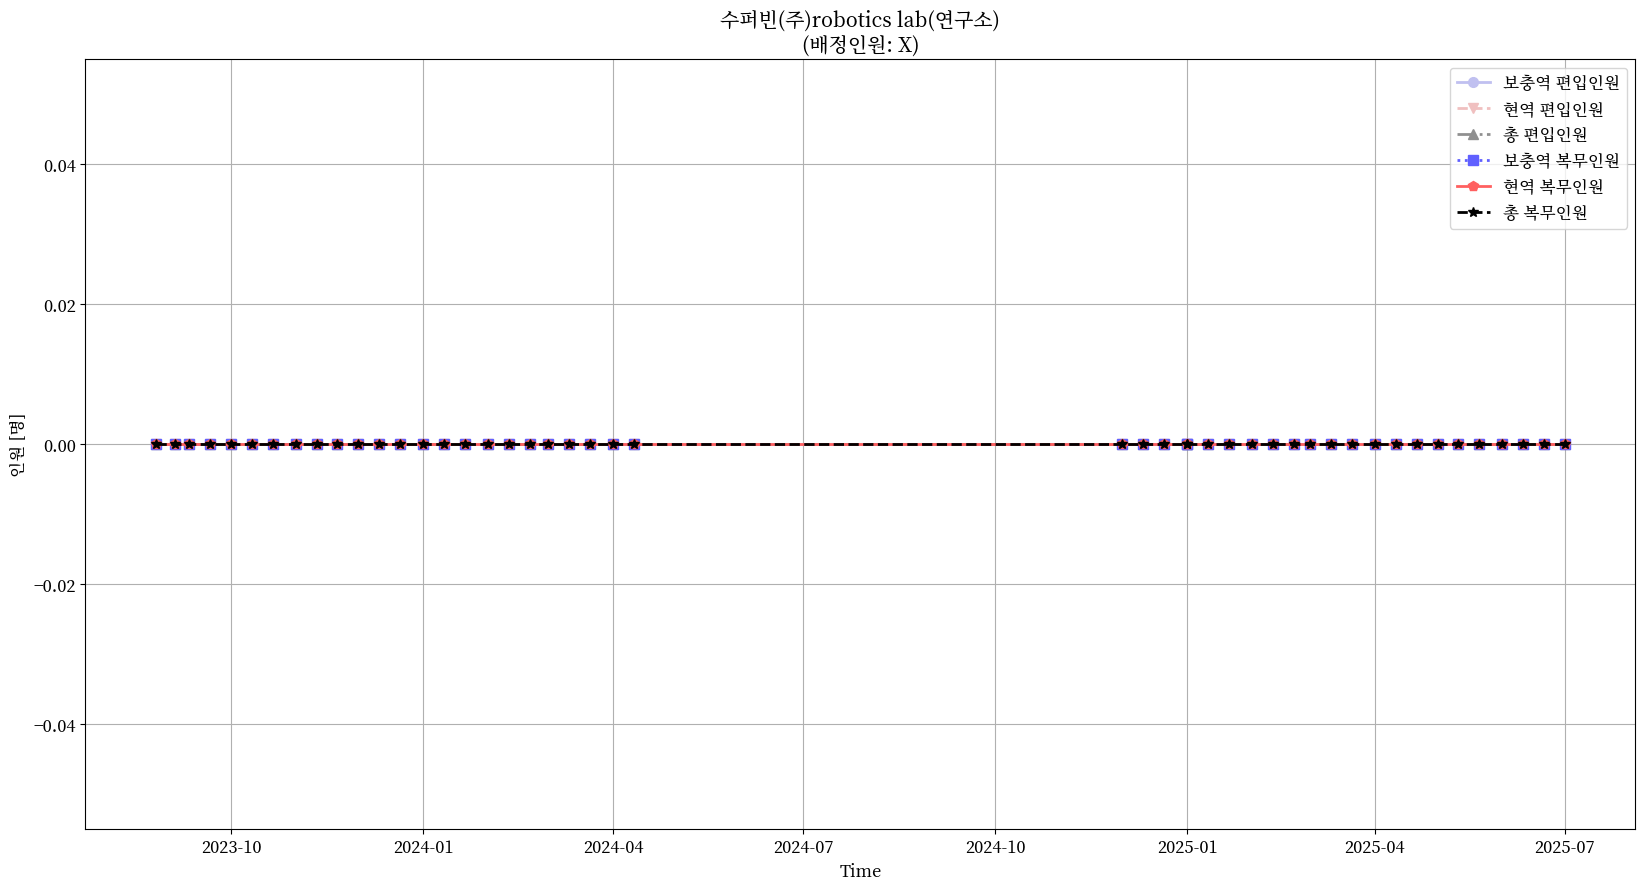 수퍼빈(주)robotics lab(연구소)
(배정인원: X)
보충역 편입인원
현역 편입인원
총 편입인원
보충역 복무인원
현역 복무인원
총 복무인원
인원 [명]
0.04
0.02
0.00
−0.02
−0.04
2023-10
2024-01
2024-04
2024-07
2024-10
2025-01
2025-04
2025-07
Time